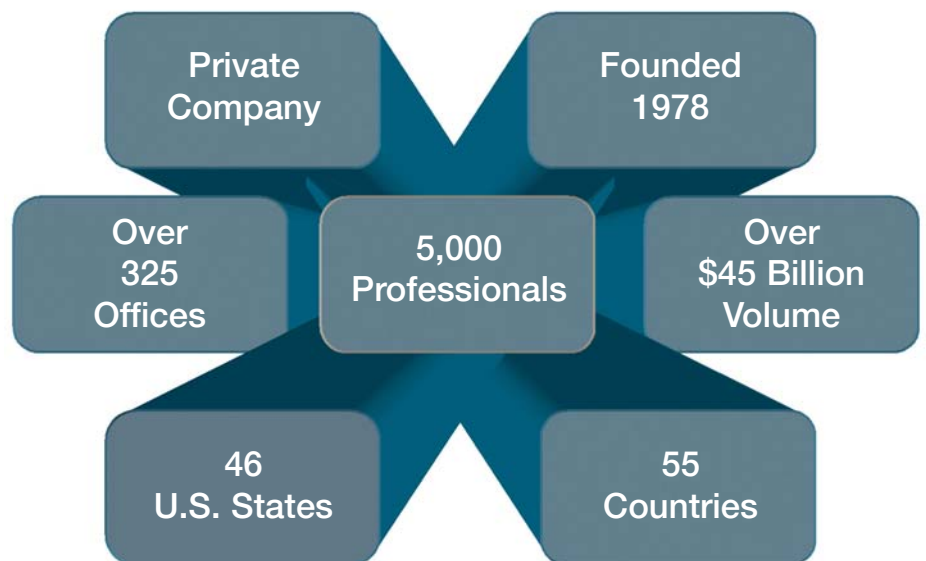 Private
Company
Founded
1978
Over
325
Offices
5,000
Professionals
Over
$45 Billion
Volume
46
U.S. States
55
Countries